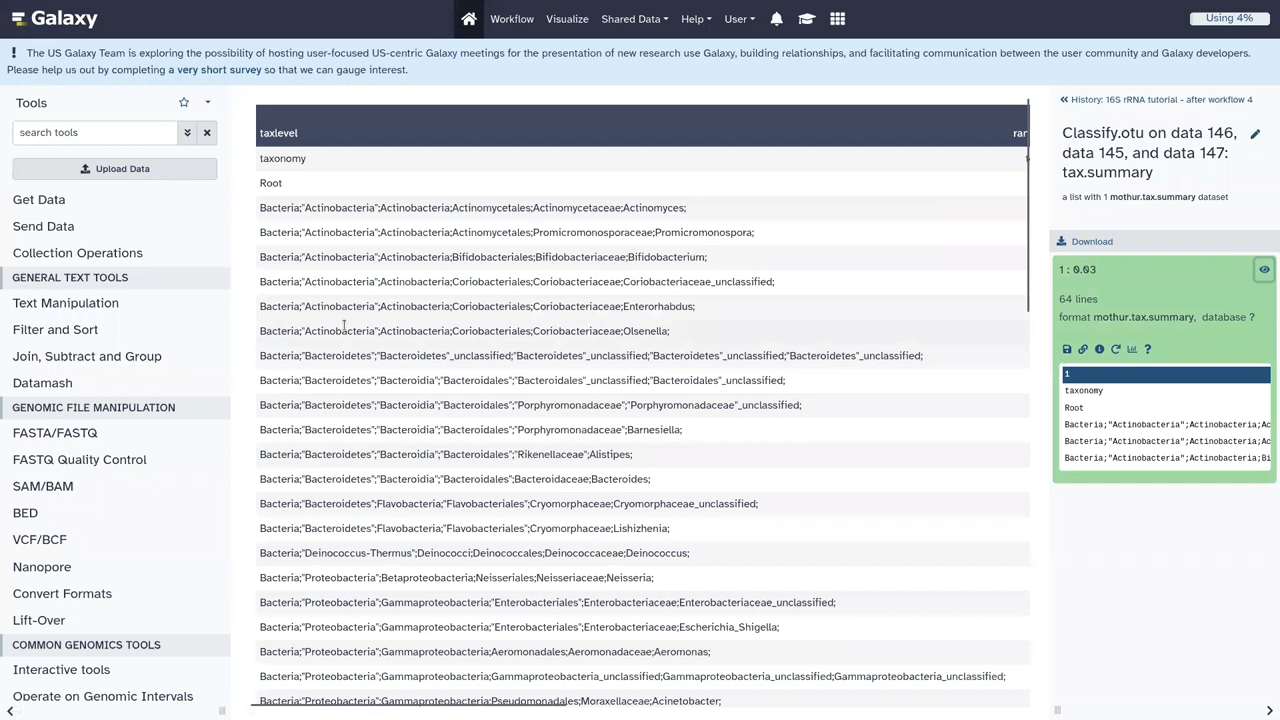 Galaxy
Workflow Visualize Shared Data Help User
Using 4%
! The US Galaxy Team is exploring the possibility of hosting user-focused US-centric Galaxy meetings for the presentation of new research use Galaxy, building relationships, and facilitating communication between the user community and Galaxy developers.
Please help us out by completing a very short survey so that we can gauge interest.
Tools
search tools
Upload Data
Get Data
Send Data
Collection Operations
GENERAL TEXT TOOLS
Text Manipulation
Filter and Sort
Join, Subtract and Group
Datamash
GENOMIC FILE MANIPULATION
FASTA/FASTQ
FASTQ Quality Control
SAM/BAM
BED
VCF/BCF
Nanopore
Convert Formats
Lift-Over
COMMON GENOMICS TOOLS
Interactive tools
Operate on Genomic Intervals
taxlevel ran
taxonomy
Root
Bacteria;"Actinobacteria";Actinobacteria;Actinomycetales;Actinomycetaceae;Actinomyces;
Bacteria;"Actinobacteria";Actinobacteria;Actinomycetales;Promicromonosporaceae;Promicromonospora;
Bacteria;"Actinobacteria";Actinobacteria;Bifidobacteriales;Bifidobacteriaceae;Bifidobacterium;
Bacteria;"Actinobacteria";Actinobacteria;Coriobacteriales;Coriobacteriaceae;Coriobacteriaceae_unclassified;
Bacteria;"Actinobacteria";Actinobacteria;Coriobacteriales;Coriobacteriaceae;Enterorhabdus;
Bacteria;"Actinobacteria";Actinobacteria;Coriobacteriales;Coriobacteriaceae;Olsenella;
Bacteria;"Bacteroidetes";"Bacteroidetes"_unclassified;"Bacteroidetes"_unclassified;"Bacteroidetes"_unclassified;"Bacteroidetes"_unclassified;
Bacteria;"Bacteroidetes";"Bacteroidia";"Bacteroidales";"Bacteroidales"_unclassified;"Bacteroidales"_unclassified;
Bacteria;"Bacteroidetes";"Bacteroidia";"Bacteroidales";"Porphyromonadaceae";"Porphyromonadaceae"_unclassified;
Bacteria;"Bacteroidetes";"Bacteroidia";"Bacteroidales";"Porphyromonadaceae";Barnesiella;
Bacteria;"Bacteroidetes";"Bacteroidia";"Bacteroidales";"Rikenellaceae";Alistipes;
Bacteria;"Bacteroidetes";"Bacteroidia";"Bacteroidales";Bacteroidaceae;Bacteroides;
Bacteria;"Bacteroidetes";Flavobacteria;"Flavobacteriales";Cryomorphaceae;Cryomorphaceae_unclassified;
Bacteria;"Bacteroidetes";Flavobacteria;"Flavobacteriales";Cryomorphaceae;Lishizhenia;
Bacteria;"Deinococcus-Thermus";Deinococci;Deinococcales;Deinococcaceae;Deinococcus;
Bacteria;"Proteobacteria";Betaproteobacteria;Neisseriales;Neisseriaceae;Neisseria;
Bacteria;"Proteobacteria";Gammaproteobacteria;"Enterobacteriales";Enterobacteriaceae;Enterobacteriaceae_unclassified;
Bacteria;"Proteobacteria";Gammaproteobacteria;"Enterobacteriales";Enterobacteriaceae;Escherichia_Shigella;
Bacteria;"Proteobacteria";Gammaproteobacteria;Aeromonadales;Aeromonadaceae;Aeromonas;
Bacteria;"Proteobacteria";Gammaproteobacteria;Gammaproteobacteria_unclassified;Gammaproteobacteria_unclassified;Gammaproteobacteria_unclassified;
Bacteria;"Proteobacteria";Gammaproteobacteria;Pseudomonadales;Moraxellaceae;Acinetobacter;
History: 16S rRNA tutorial - after workflow 4
Classify.otu on data 146,
data 145, and data 147:
tax.summary
a list with 1 mothur.tax.summary dataset
Download
1 : 0.03
64 lines
format mothur.tax.summary, database ?
1
taxonomy
Root
Bacteria;"Actinobacteria";Actinobacteria;Ac
Bacteria;"Actinobacteria";Actinobacteria;Ac
Bacteria;"Actinobacteria";Actinobacteria;Bi